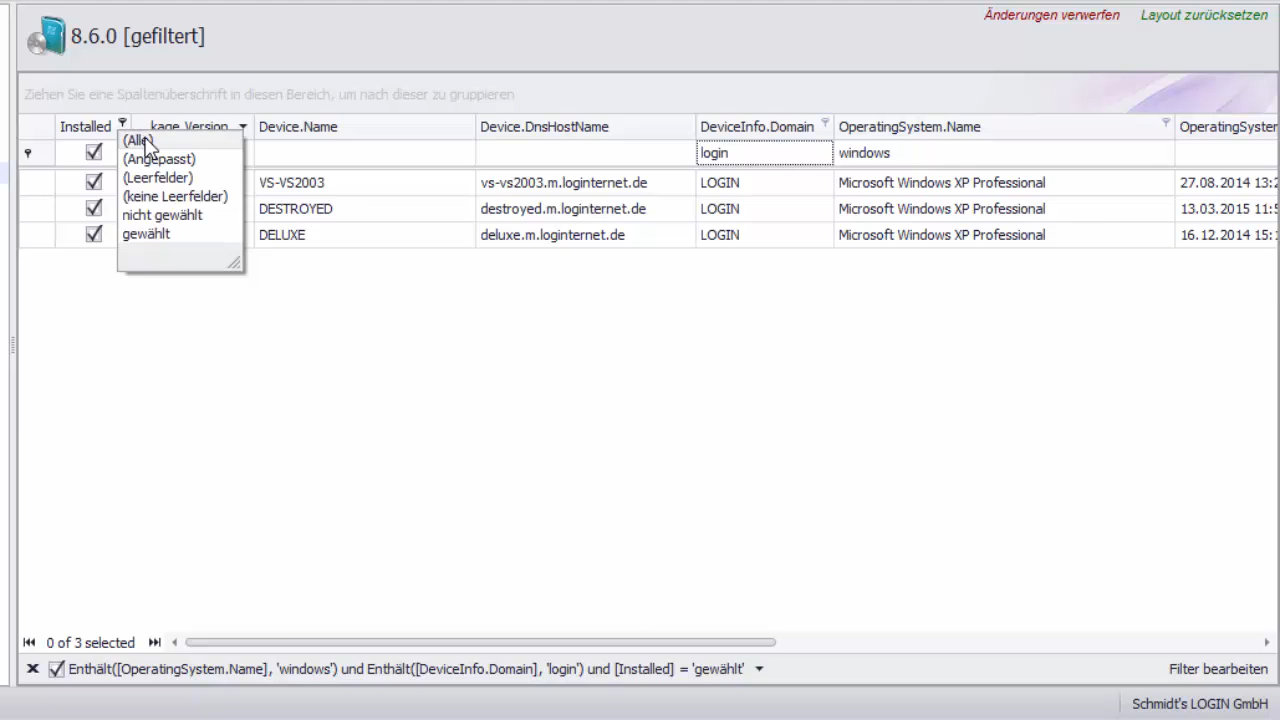 Änderungen verwerfen Layout zurücksetzen
8.6.0 [gefiltert]
Ziehen Sie eine Spaltenüberschrift in diesen Bereich, um nach dieser zu gruppieren
Installed kage.Version Device.Name Device.DnsHostName DeviceInfo.Domain OperatingSystem.Name OperatingSystem
login windows
VS-VS2003 vs-vs2003.m.loginternet.de LOGIN Microsoft Windows XP Professional 27.08.2014 13:2
DESTROYED destroyed.m.loginternet.de LOGIN Microsoft Windows XP Professional 13.03.2015 11:5
DELUXE deluxe.m.loginternet.de LOGIN Microsoft Windows XP Professional 16.12.2014 15:
(Alle)
(Angepasst)
(Leerfelder)
(keine Leerfelder)
nicht gewählt
gewählt
0 of 3 selected
Enthält([OperatingSystem.Name], 'windows') und Enthält([DeviceInfo.Domain], 'login') und [Installed] = 'gewählt' Filter bearbeiten
Schmidt's LOGIN GmbH